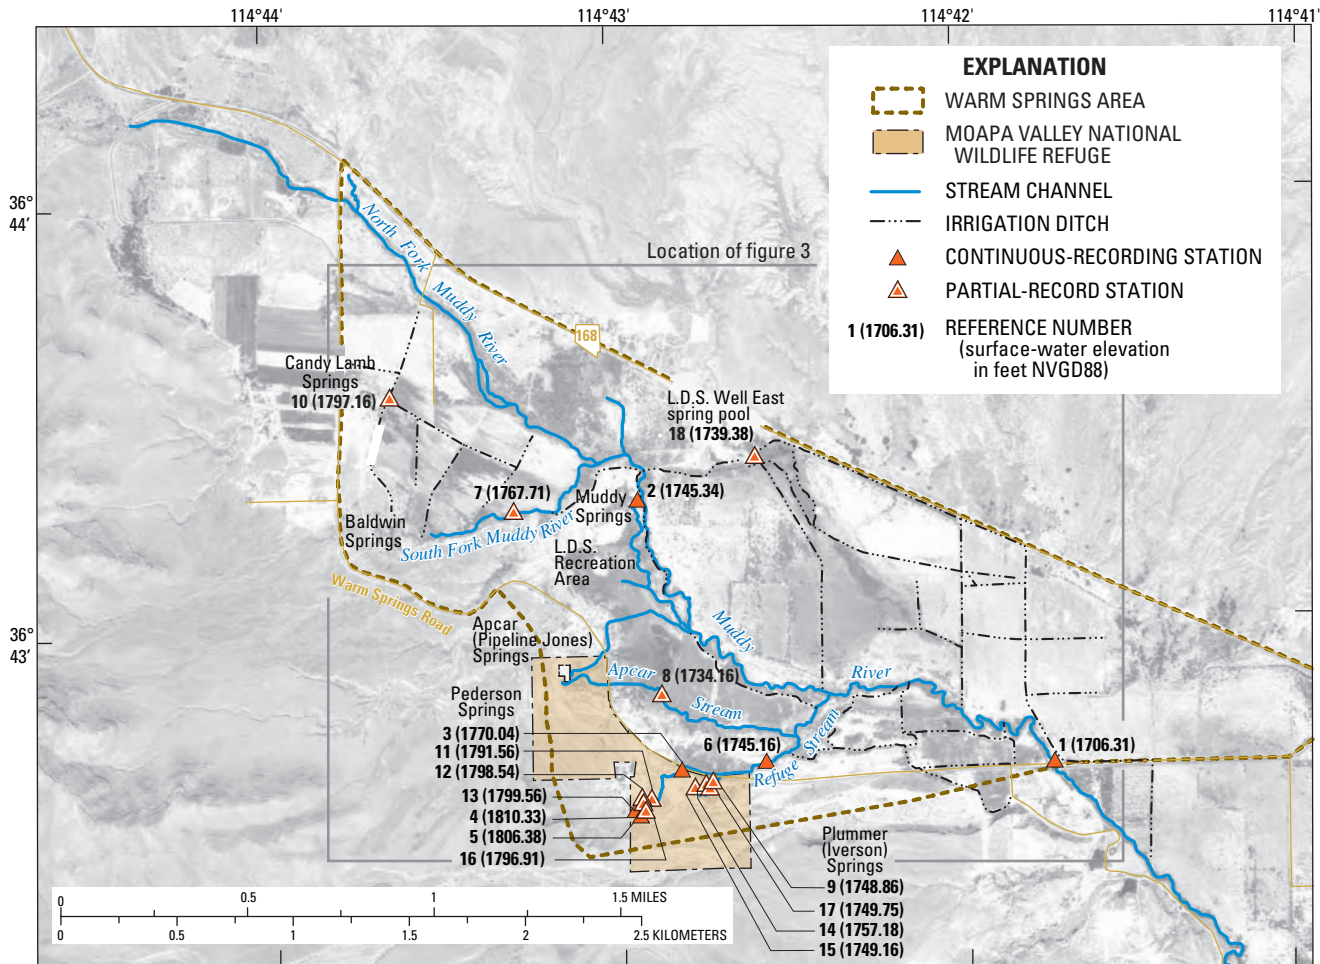 114°44'
114°43'
114°42'
114°41'
EXPLANATION
WARM SPRINGS AREA
MOAPA VALLEY NATIONAL
WILDLIFE REFUGE
STREAM CHANNEL
IRRIGATION DITCH
CONTINUOUS-RECORDING STATION
PARTIAL-RECORD STATION
1 (1706.31)
REFERENCE NUMBER
(surface-water elevation
in feet NVGD88)
36°
44'
North Fork
Muddy
River
Location of figure 3
168
Candy Lamb
Springs
10 (1797.16)
L.D.S. Well East
spring pool
18 (1739.38)
7 (1767.71)
Muddy
Springs
2 (1745.34)
Baldwin
Springs
South Fork Muddy River
L.D.S.
Recreation
Area
Warm Springs Road
36°
43'
Apcar
(Pipeline Jones)
Springs
Muddy
River
Apcar
Stream
8 (1734.16)
Pederson
Springs
3 (1770.04)
11 (1791.56)
12 (1798.54)
13 (1799.56)
4 (1810.33)
5 (1806.38)
16 (1796.91)
6 (1745.16)
Refuge Stream
1 (1706.31)
Plummer
(Iverson)
Springs
9 (1748.86)
17 (1749.75)
14 (1757.18)
15 (1749.16)
0 0.5 1 1.5 MILES
0 0.5 1 1.5 2 2.5 KILOMETERS